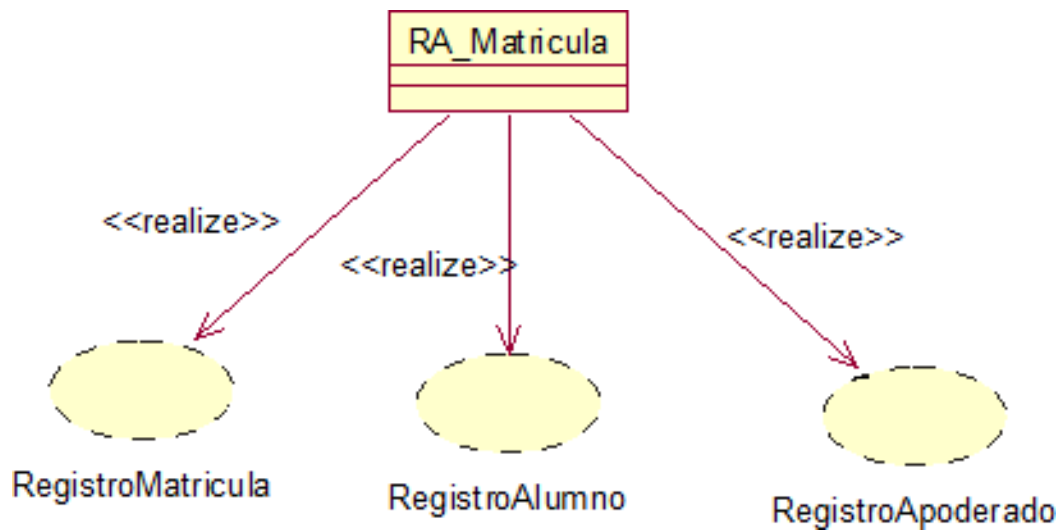 RA_Matricula
<<realize>>
<<realize>>
<<realize>>
RegistroMatricula
RegistroAlumno
RegistroApoderado